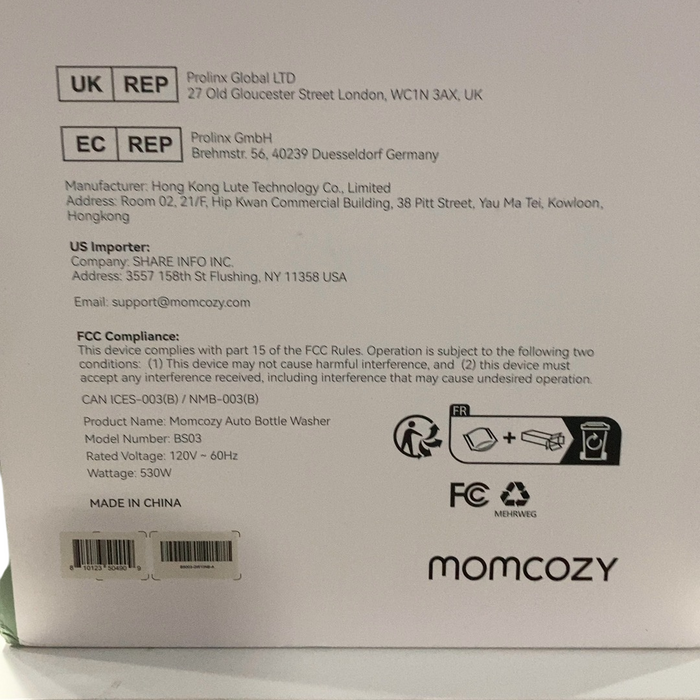 UK REP Prolinx Global LTD
27 Old Gloucester Street London, WC1N 3AX, UK
EC REP Prolinx GmbH
Brehmstr. 56, 40239 Duesseldorf Germany
Manufacturer: Hong Kong Lute Technology Co., Limited
Address: Room 02, 21/F, Hip Kwan Commercial Building, 38 Pitt Street, Yau Ma Tei, Kowloon,
Hongkong
US Importer:
Company: SHARE INFO INC.
Address: 3557 158th St Flushing, NY 11358 USA
Email: support@momcozy.com
FCC Compliance:
This device complies with part 15 of the FCC Rules. Operation is subject to the following two
conditions: (1) This device may not cause harmful interference, and (2) this device must
accept any interference received, including interference that may cause undesired operation.
CAN ICES-003(B) / NMB-003(B)
Product Name: Momcozy Auto Bottle Washer
Model Number: BS03
Rated Voltage: 120V ~ 60Hz
Wattage: 530W
MADE IN CHINA
FR
+
FC
MEHRWEG
8 10123 50490 9
momcozy